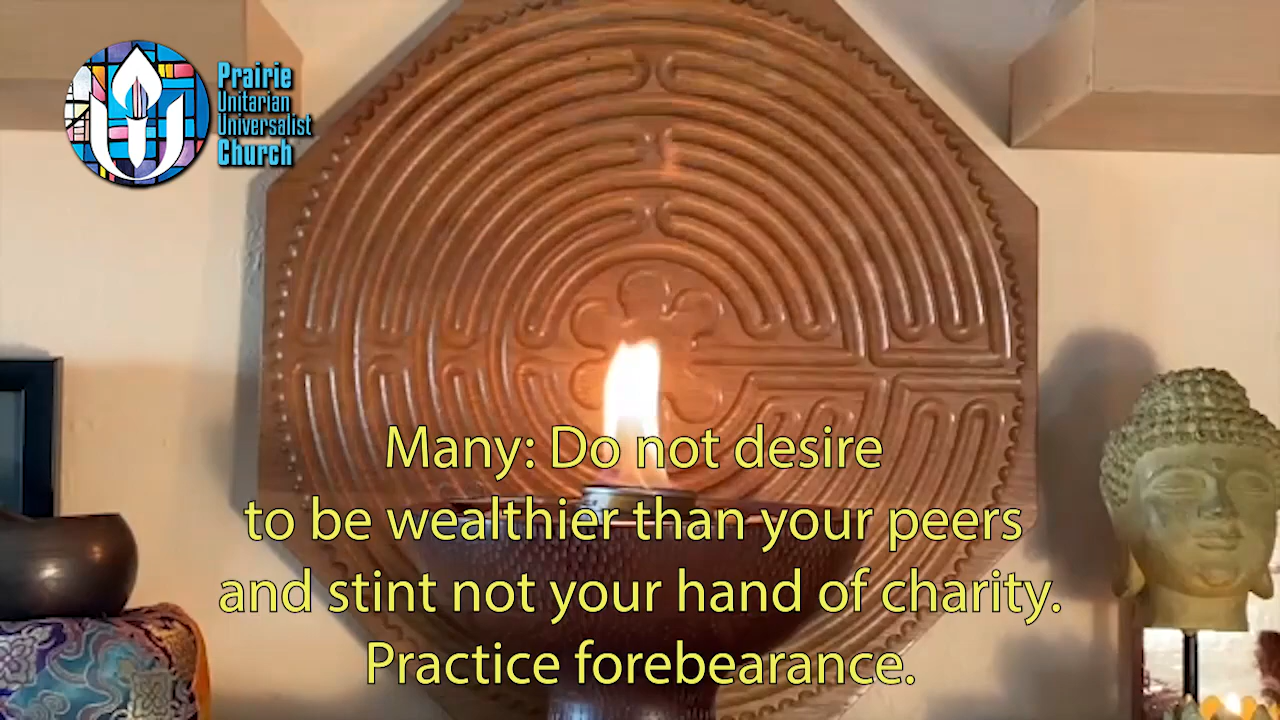 Prairie
Unitarian
Universalist
Church
Many: Do not desire
to be wealthier than your peers
and stint not your hand of charity.
Practice forebearance.